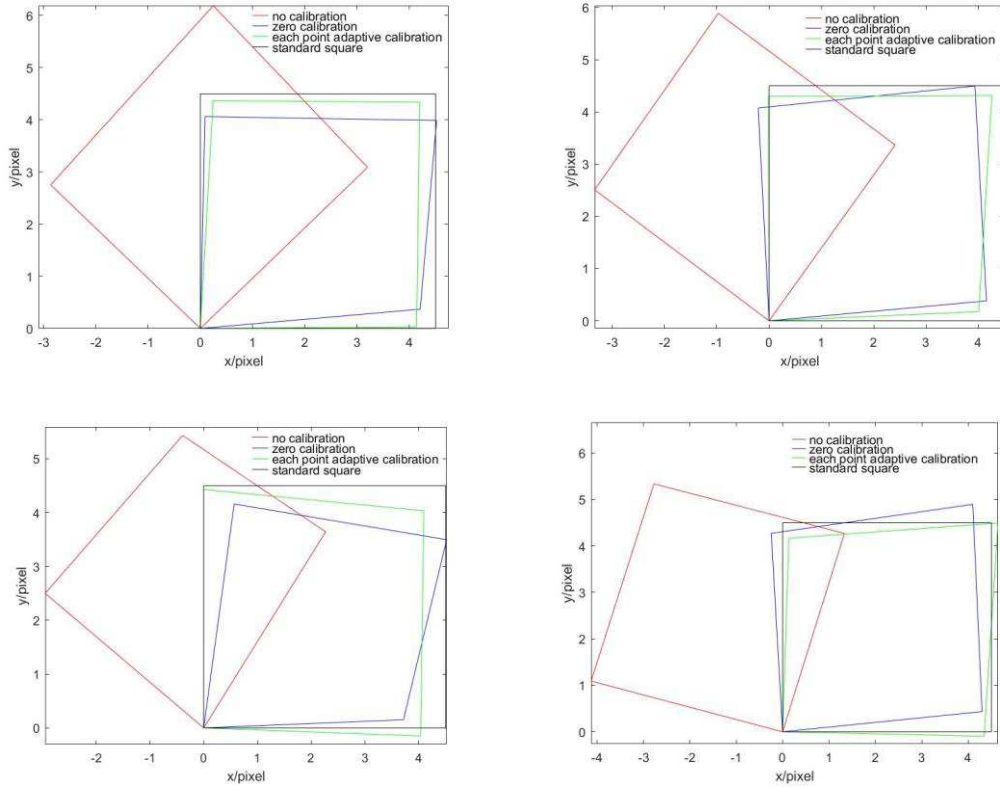 no calibration
zero calibration
each point adaptive calibration
standard square
6
5
4
3
2
1
0
-3 -2 -1 0 1 2 3 4
y/pixel
x/pixel
no calibration
zero calibration
each point adaptive calibration
standard square
6
5
4
3
2
1
0
-3 -2 -1 0 1 2 3 4
y/pixel
x/pixel
no calibration
zero calibration
each point adaptive calibration
standard square
5
4
3
2
1
0
-2 -1 0 1 2 3 4
y/pixel
x/pixel
no calibration
zero calibration
each point adaptive calibration
standard square
6
5
4
3
2
1
0
-4 -3 -2 -1 0 1 2 3 4
y/pixel
x/pixel